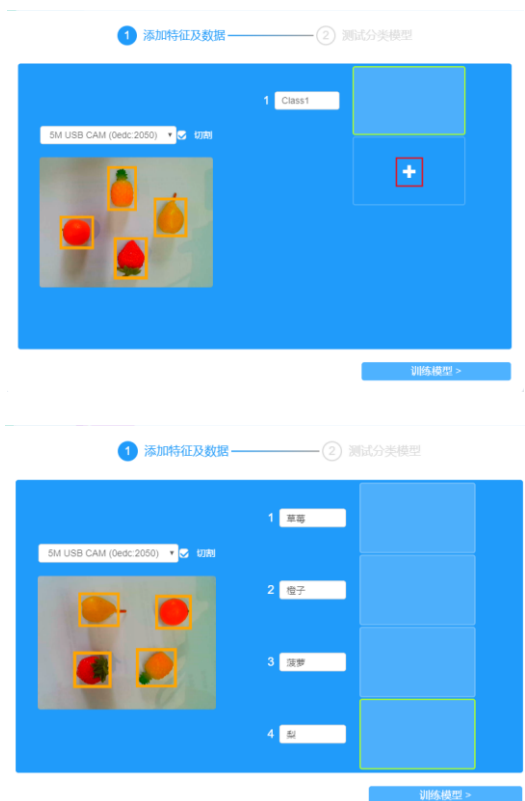 1 添加特征及数据 2 测试分类模型
1 Class1
5M USB CAM (0edc:2050) 切割
训练模型 >
1 添加特征及数据 2 测试分类模型
1 草莓
5M USB CAM (0edc:2050) 切割
2 橙子
3 菠萝
4 梨
训练模型 >